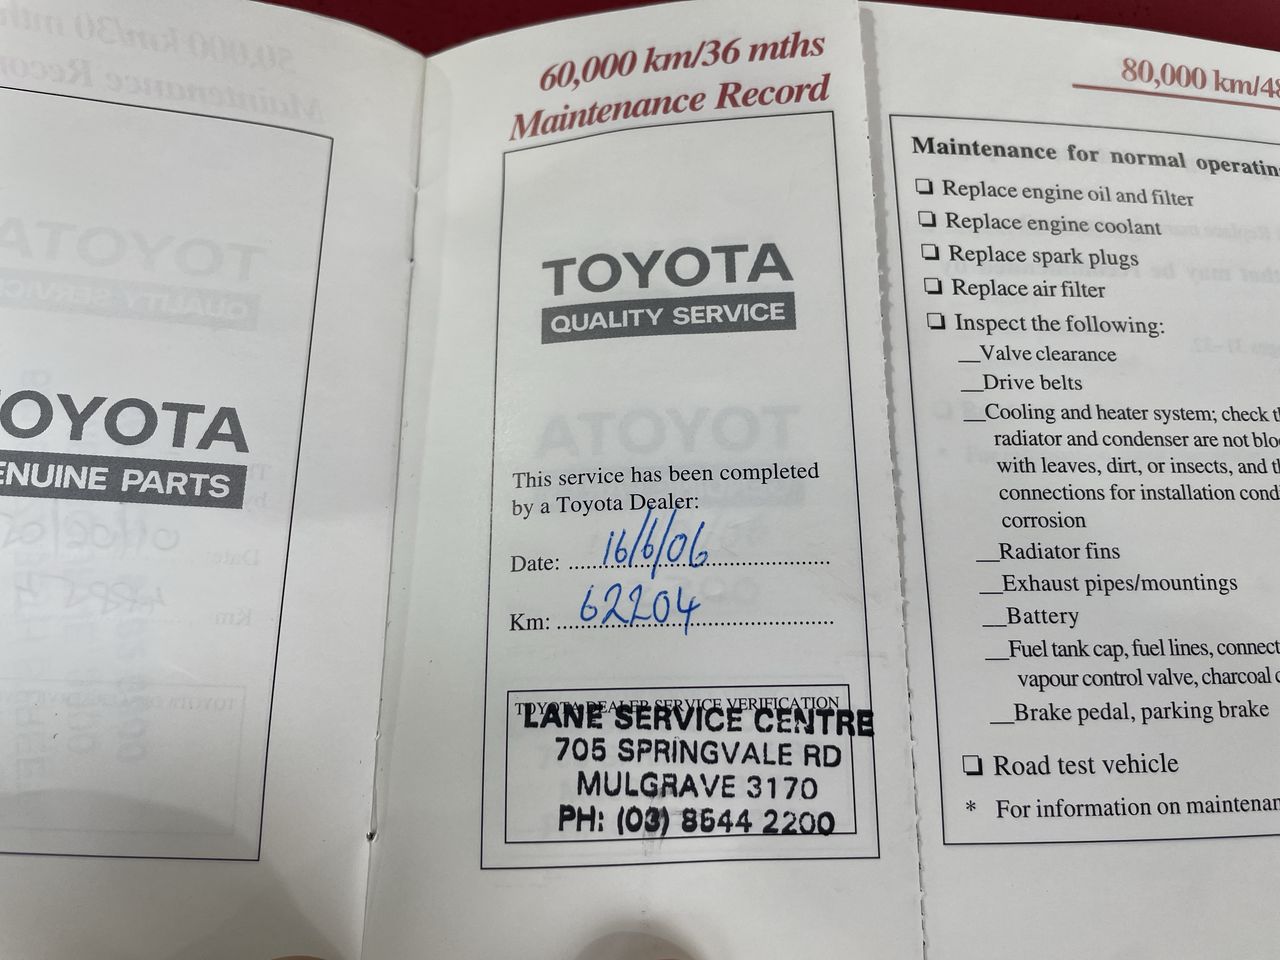 OYOTA
ENUINE PARTS
60,000 km/36 mths
Maintenance Record
TOYOTA
QUALITY SERVICE
This service has been completed
by a Toyota Dealer:
Date: 16/6/06
Km: 62204
TOYOTA DEALER SERVICE VERIFICATION
LANE SERVICE CENTRE
705 SPRINGVALE RD
MULGRAVE 3170
PH: (03) 8544 2200
80,000 km/48
Maintenance for normal operatin
❏ Replace engine oil and filter
❏ Replace engine coolant
❏ Replace spark plugs
❏ Replace air filter
❏ Inspect the following:
__Valve clearance
__Drive belts
__Cooling and heater system; check th
radiator and condenser are not blo
with leaves, dirt, or insects, and th
connections for installation condi
corrosion
__Radiator fins
__Exhaust pipes/mountings
__Battery
__Fuel tank cap, fuel lines, connect
vapour control valve, charcoal c
__Brake pedal, parking brake
❏ Road test vehicle
* For information on maintenan